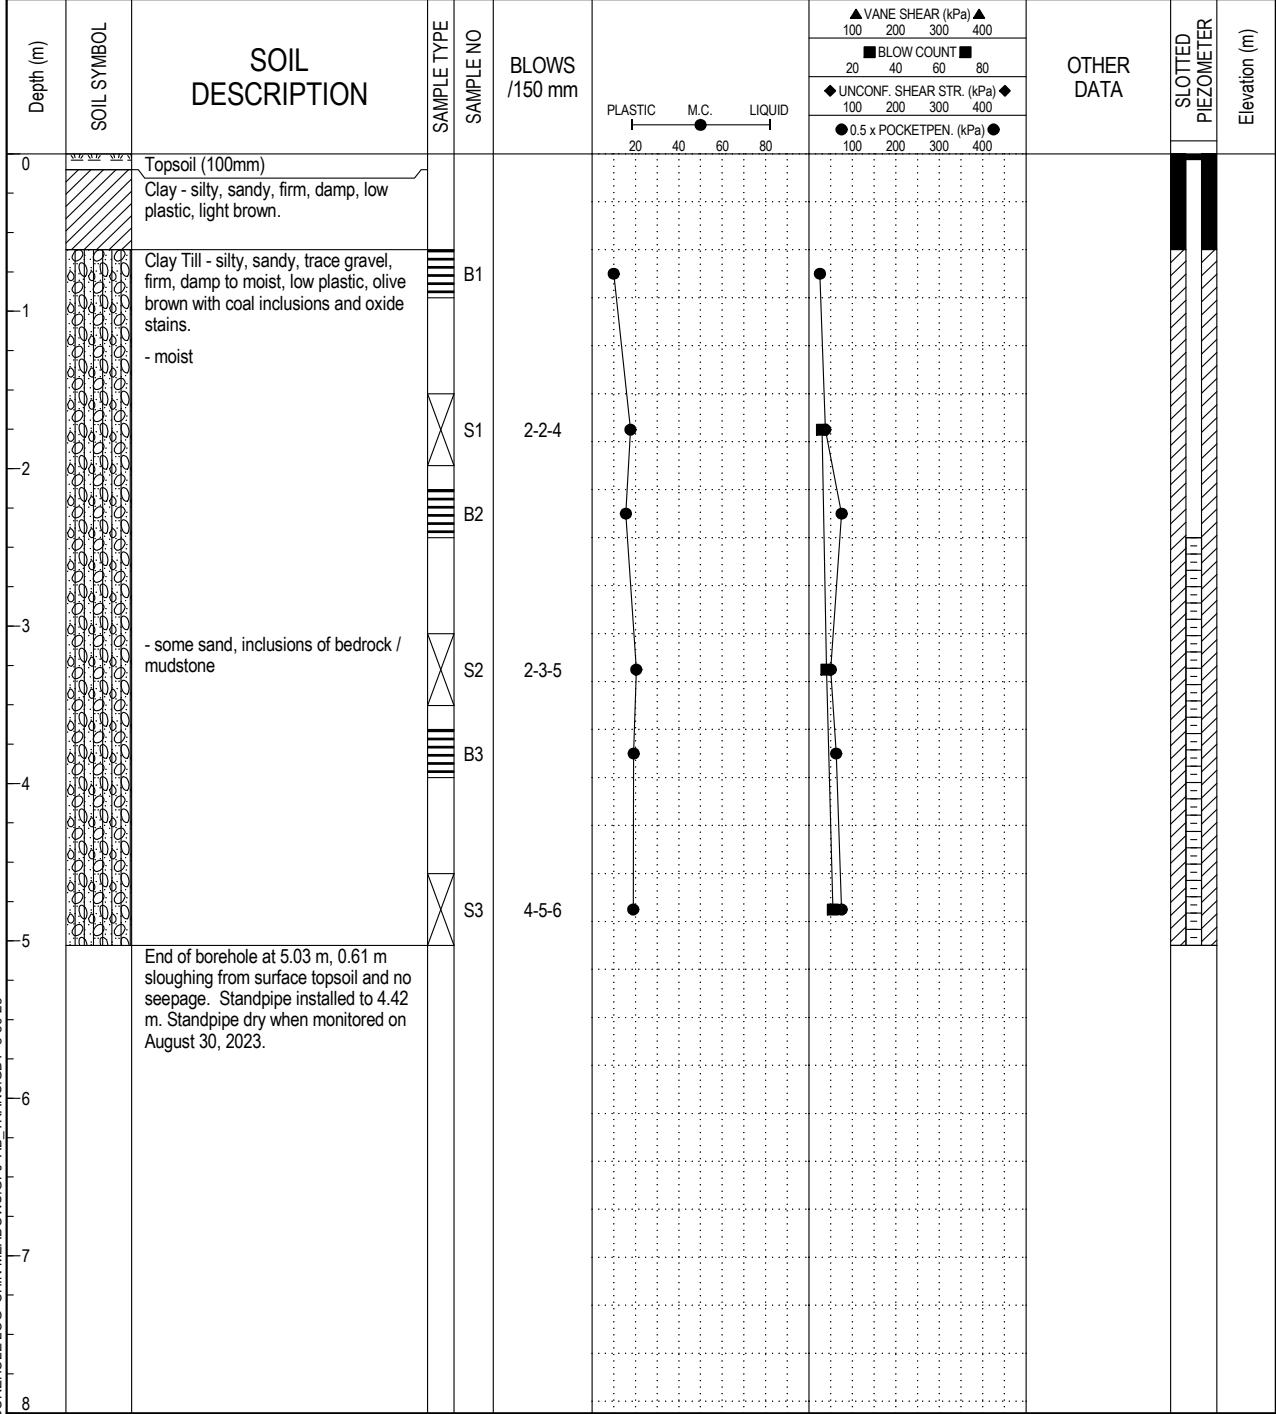 Depth (m)
SOIL SYMBOL
SOIL
DESCRIPTION
SAMPLE TYPE
SAMPLE NO
BLOWS
/150 mm
PLASTIC M.C. LIQUID
20 40 60 80
▲ VANE SHEAR (kPa) ▲
100 200 300 400
■ BLOW COUNT ■
20 40 60 80
◆ UNCONF. SHEAR STR. (kPa) ◆
100 200 300 400
● 0.5 x POCKETPEN. (kPa) ●
100 200 300 400
OTHER
DATA
SLOTTED
PIEZOMETER
Elevation (m)
0
Topsoil (100mm)
Clay - silty, sandy, firm, damp, low
plastic, light brown.
Clay Till - silty, sandy, trace gravel,
firm, damp to moist, low plastic, olive
brown with coal inclusions and oxide
stains.
B1
1
- moist
S1 2-2-4
2
B2
3
- some sand, inclusions of bedrock /
mudstone
S2 2-3-5
B3
4
S3 4-5-6
5
End of borehole at 5.03 m, 0.61 m
sloughing from surface topsoil and no
seepage. Standpipe installed to 4.42
m. Standpipe dry when monitored on
August 30, 2023.
6
7
8